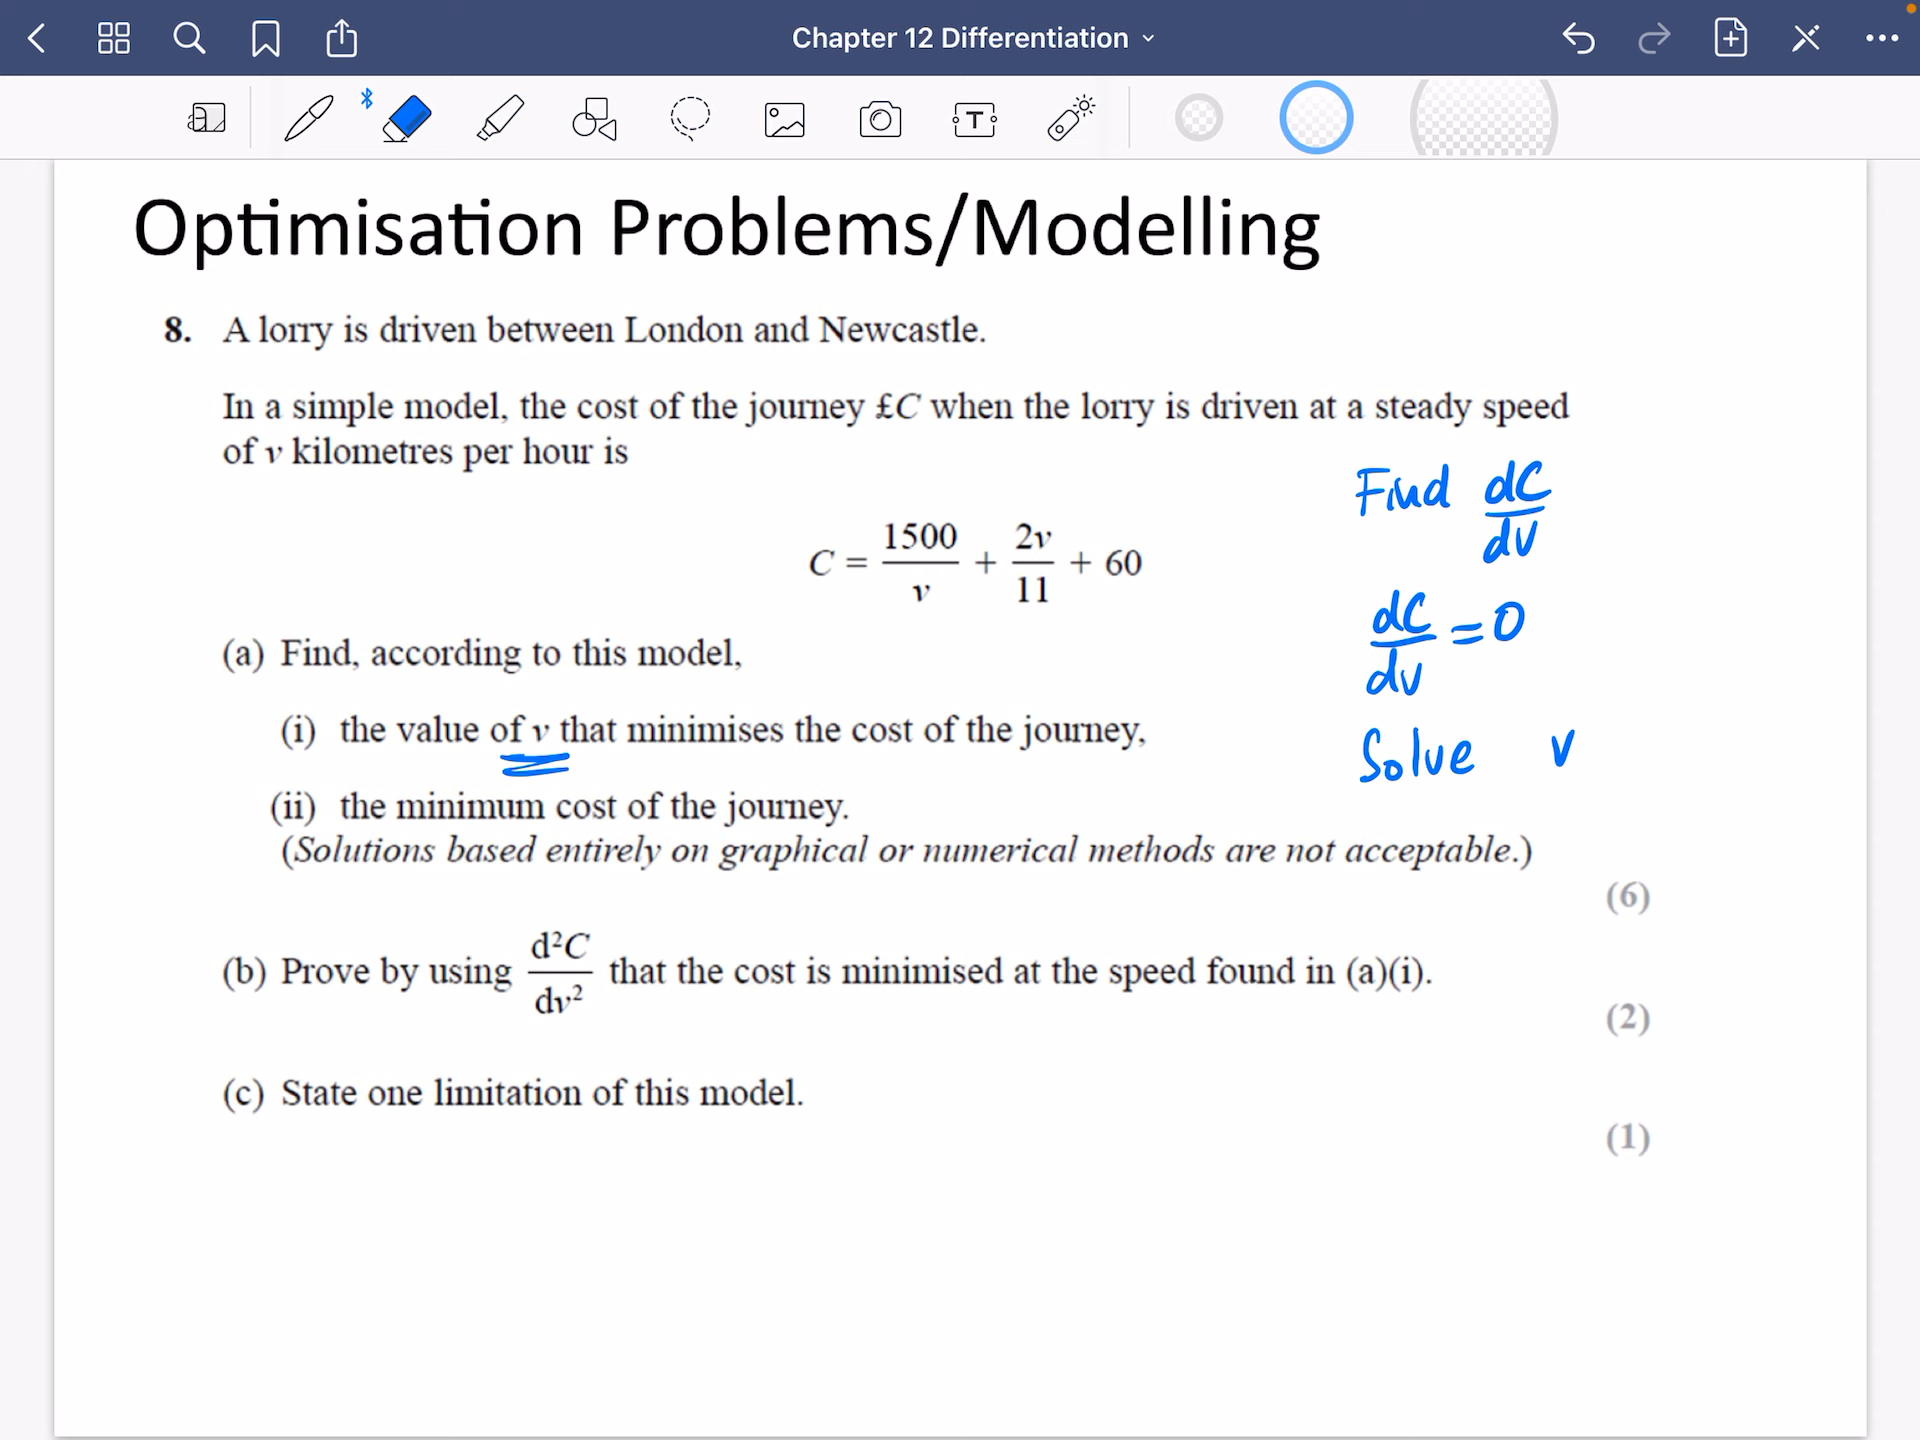 Chapter 12 Differentiation
Optimisation Problems/Modelling
8. A lorry is driven between London and Newcastle.
In a simple model, the cost of the journey £C when the lorry is driven at a steady speed
of v kilometres per hour is
C = 1500/v + 2v/11 + 60
Find dC/dv
dC/dv = 0
Solve v
(a) Find, according to this model,
(i) the value of v that minimises the cost of the journey,
(ii) the minimum cost of the journey.
(Solutions based entirely on graphical or numerical methods are not acceptable.)
(6)
(b) Prove by using d²C/dv² that the cost is minimised at the speed found in (a)(i).
(2)
(c) State one limitation of this model.
(1)